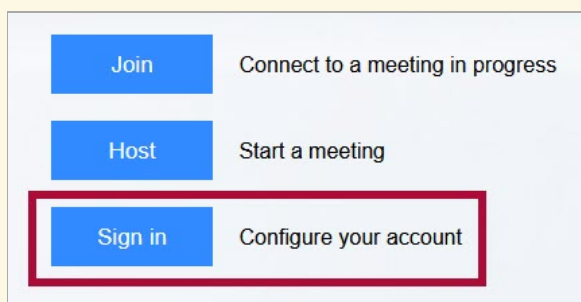 Join Connect to a meeting in progress
Host Start a meeting
Sign in Configure your account